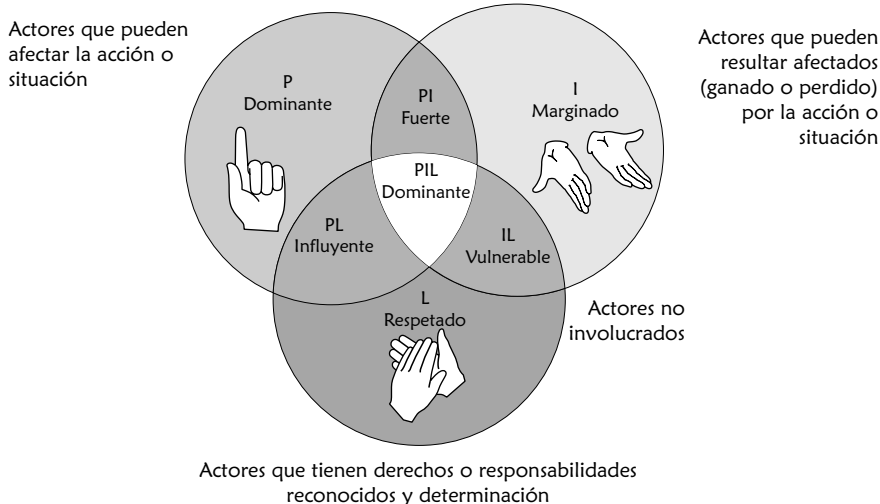 Actores que pueden
afectar la acción o
situación
Actores que pueden
resultar afectados
(ganado o perdido)
por la acción o
situación
P
Dominante
PI
Fuerte
I
Marginado
PIL
Dominante
PL
Influyente
IL
Vulnerable
L
Respetado
Actores no
involucrados
Actores que tienen derechos o responsabilidades
reconocidos y determinación